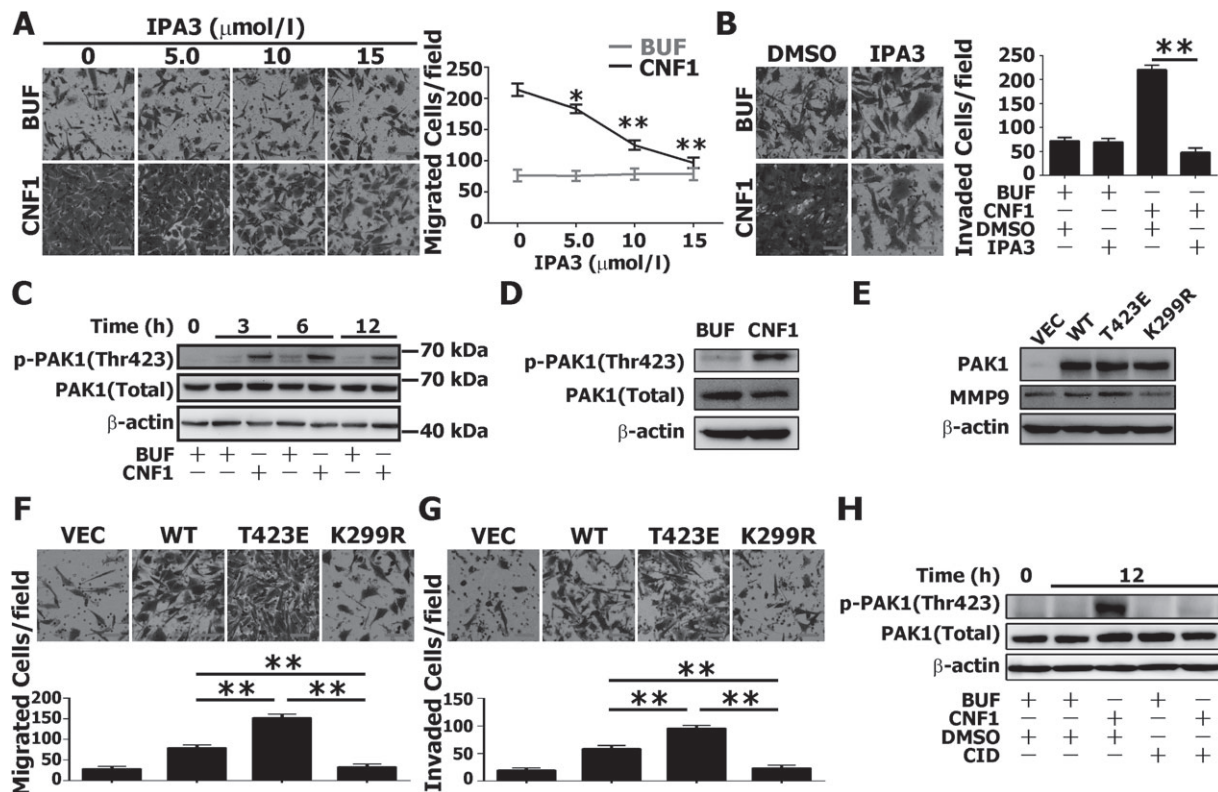 A
IPA3 (μmol/l)
0 5.0 10 15
BUF
CNF1
BUF
CNF1
Migrated Cells/field
250
200
150
100
50
0
*
**
**
0 5.0 10 15
IPA3 (μmol/l)
B
DMSO IPA3
BUF
CNF1
Invaded Cells/field
250
200
150
100
50
0
**
BUF + + − −
CNF1 − − + +
DMSO + − + −
IPA3 − + − +
C
Time (h) 0 3 6 12
p-PAK1(Thr423)
70 kDa
PAK1(Total)
70 kDa
β-actin
40 kDa
BUF + + − + − + −
CNF1 − − + − + − +
D
BUF CNF1
p-PAK1(Thr423)
PAK1(Total)
β-actin
E
VEC WT T423E K299R
PAK1
MMP9
β-actin
F
VEC WT T423E K299R
Migrated Cells/field
200
150
100
50
0
**
** **
G
VEC WT T423E K299R
Invaded Cells/field
150
100
50
0
**
** **
H
Time (h) 0 12
p-PAK1(Thr423)
PAK1(Total)
β-actin
BUF + + − + −
CNF1 − − + − +
DMSO + + + − −
CID − − − + +